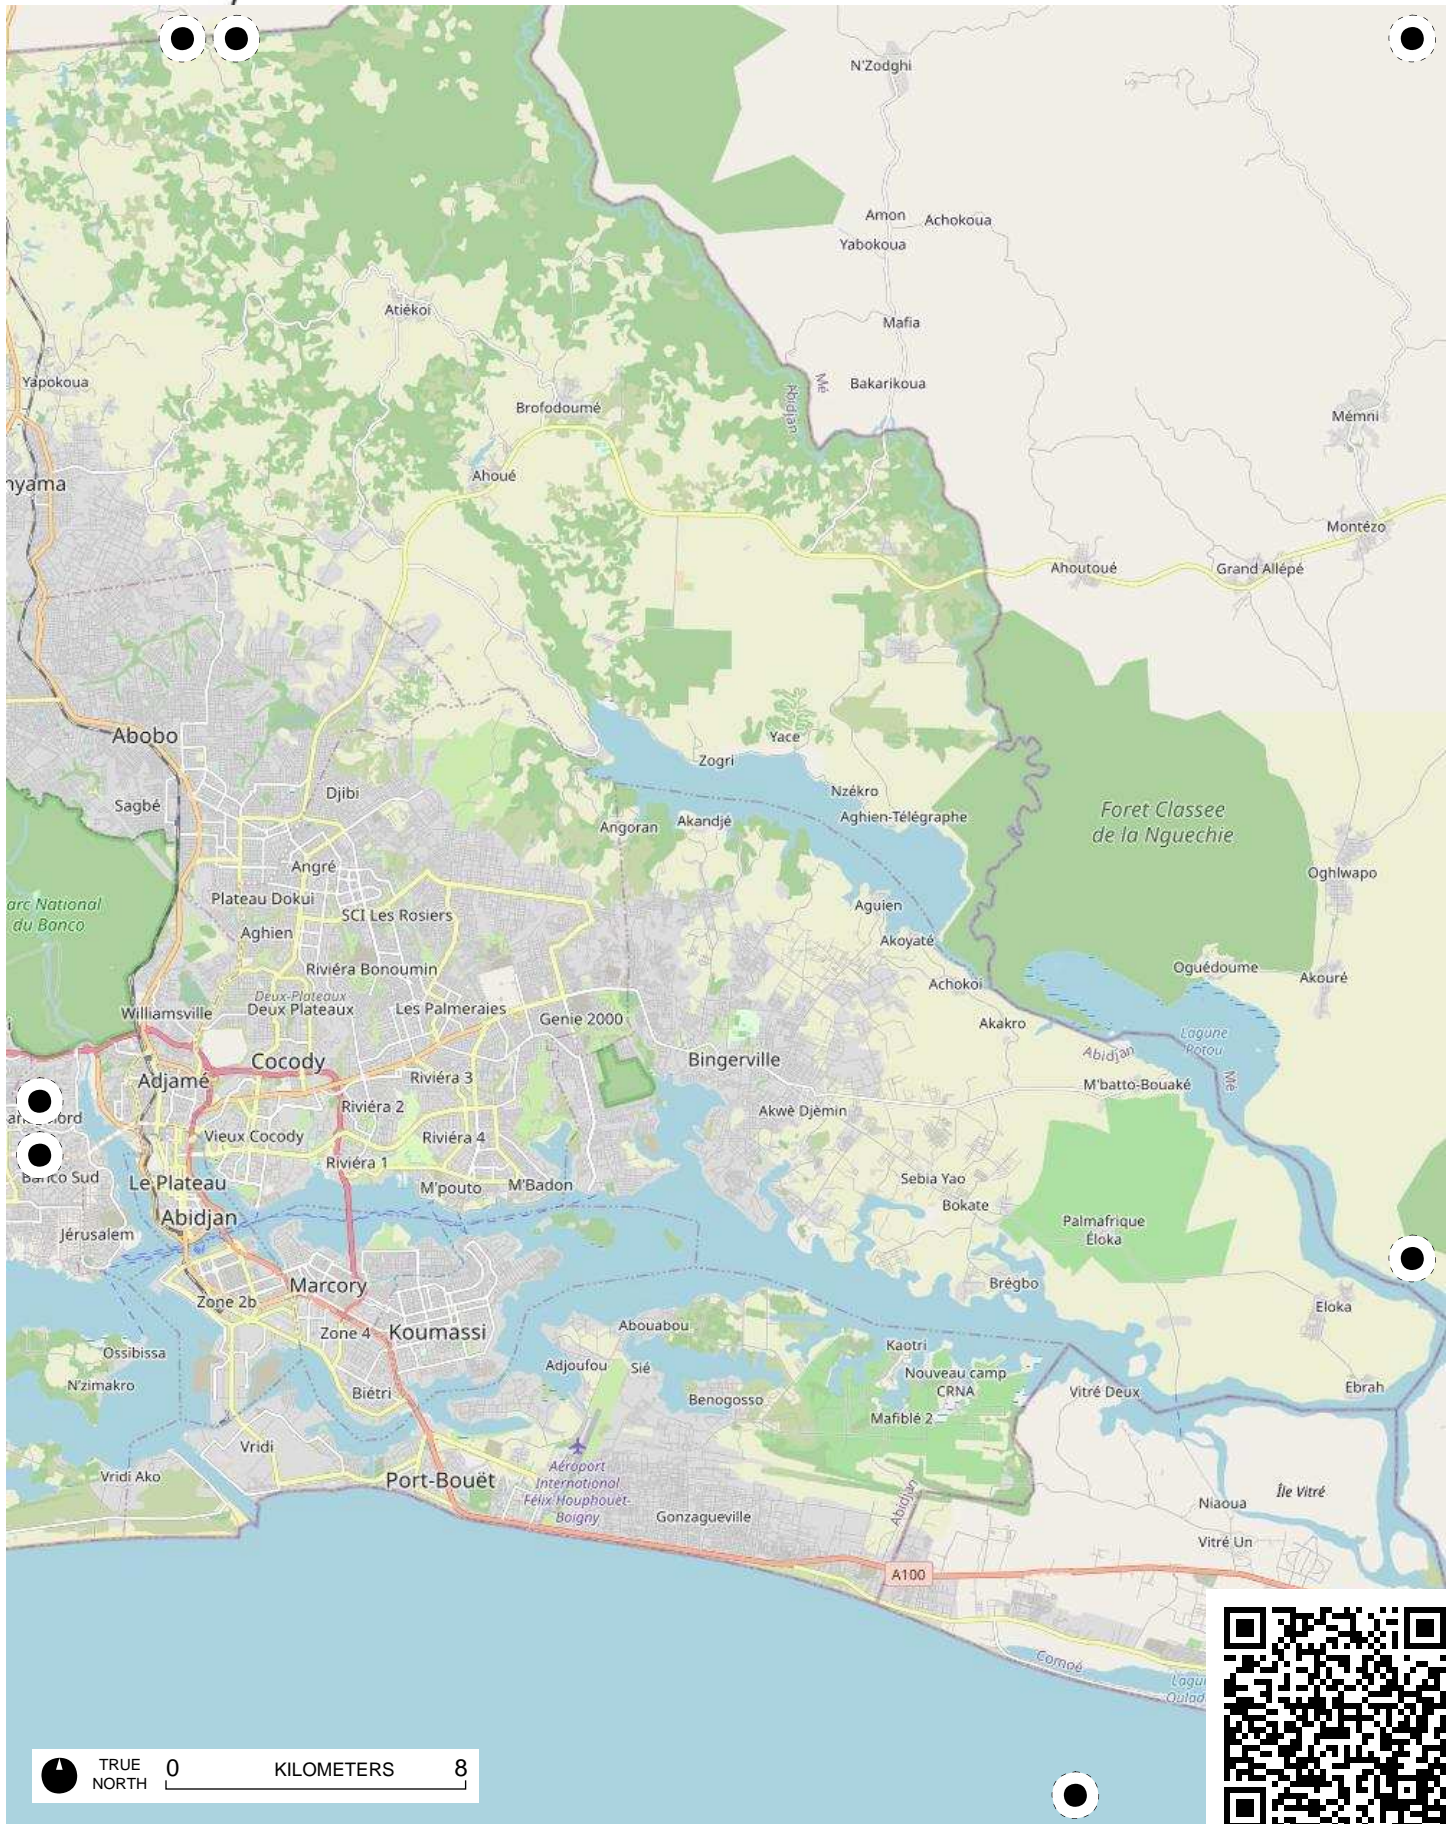 N'Zodghi
Amon
Achokoua
Yabokoua
Atiékoi
Mafia
Yapokoua
Mé
Abidjan
Bakarikoua
Brofodoumé
Mémni
Ahoué
nyama
Montézo
Ahoutoué
Grand Allépé
Abobo
Yace
Zogri
Djibi
Nzékro
Sagbé
Aghien-Télégraphe
Foret Classee
de la Nguechie
Angoran
Akandjé
Angré
Oghlwapo
Plateau Dokui
arc National
du Banco
SCI Les Rosiers
Aguien
Aghien
Akoyaté
Riviéra Bonoumin
Oguédoume
Akouré
Achokoi
Deux-Plateaux
Deux Plateaux
Les Palmeraies
Williamsville
Genie 2000
Akakro
Lagune
Potou
Cocody
Bingerville
Abidjan
Mé
Adjamé
Riviéra 3
M'batto-Bouaké
Riviéra 2
Akwè Djèmin
Vieux Cocody
Riviéra 4
Riviéra 1
Banco Sud
Le Plateau
M'pouto
M'Badon
Sebia Yao
Bokate
Abidjan
Jérusalem
Palmafrique
Éloka
Marcory
Brégbo
Zone 2b
Eloka
Zone 4
Koumassi
Abouabou
Ossibissa
Kaotri
Adjoufou
Sié
Nouveau camp
CRNA
N'zimakro
Biétri
Benogosso
Vitré Deux
Ebrah
Mafiblé 2
Vridi
Vridi Ako
Port-Bouët
Aéroport
International
Félix Houphouët-
Boigny
Abidjan
Île Vitré
Niaoua
Gonzagueville
Vitré Un
A100
Comoé
TRUE
NORTH
0 KILOMETERS 8